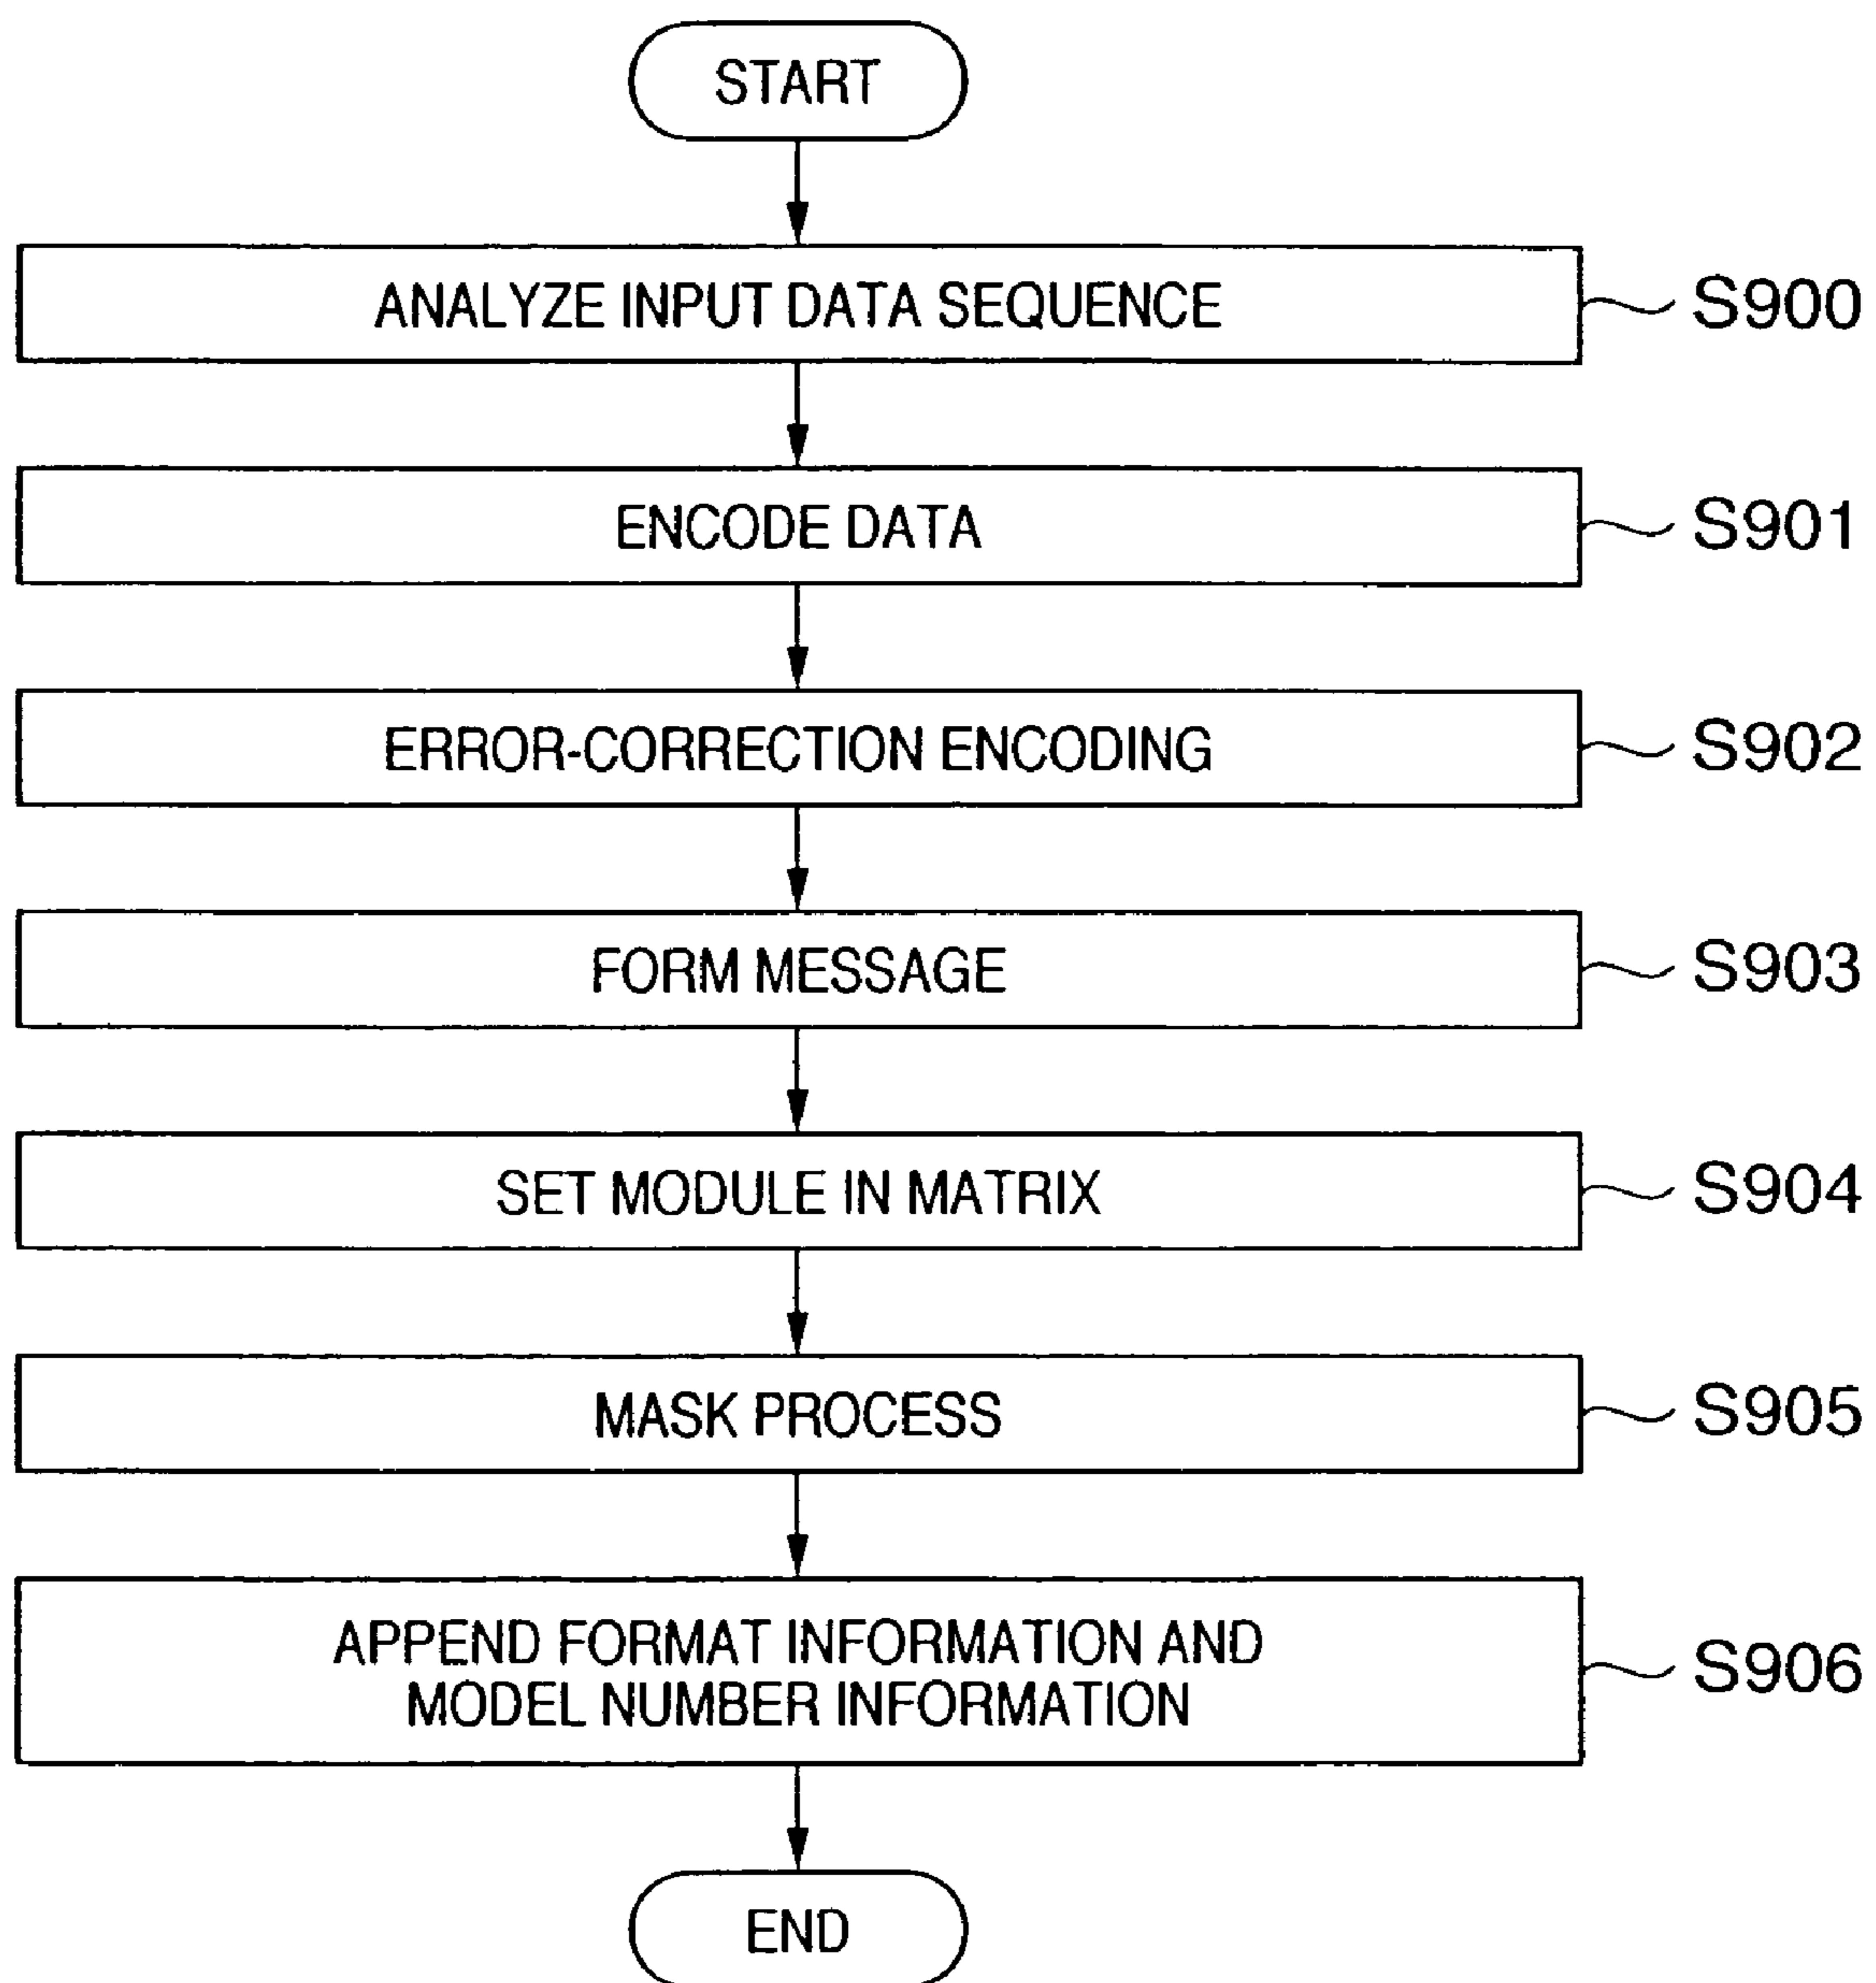 START
ANALYZE INPUT DATA SEQUENCE
S900
ENCODE DATA
S901
ERROR-CORRECTION ENCODING
S902
FORM MESSAGE
S903
SET MODULE IN MATRIX
S904
MASK PROCESS
S905
APPEND FORMAT INFORMATION AND
MODEL NUMBER INFORMATION
S906
END